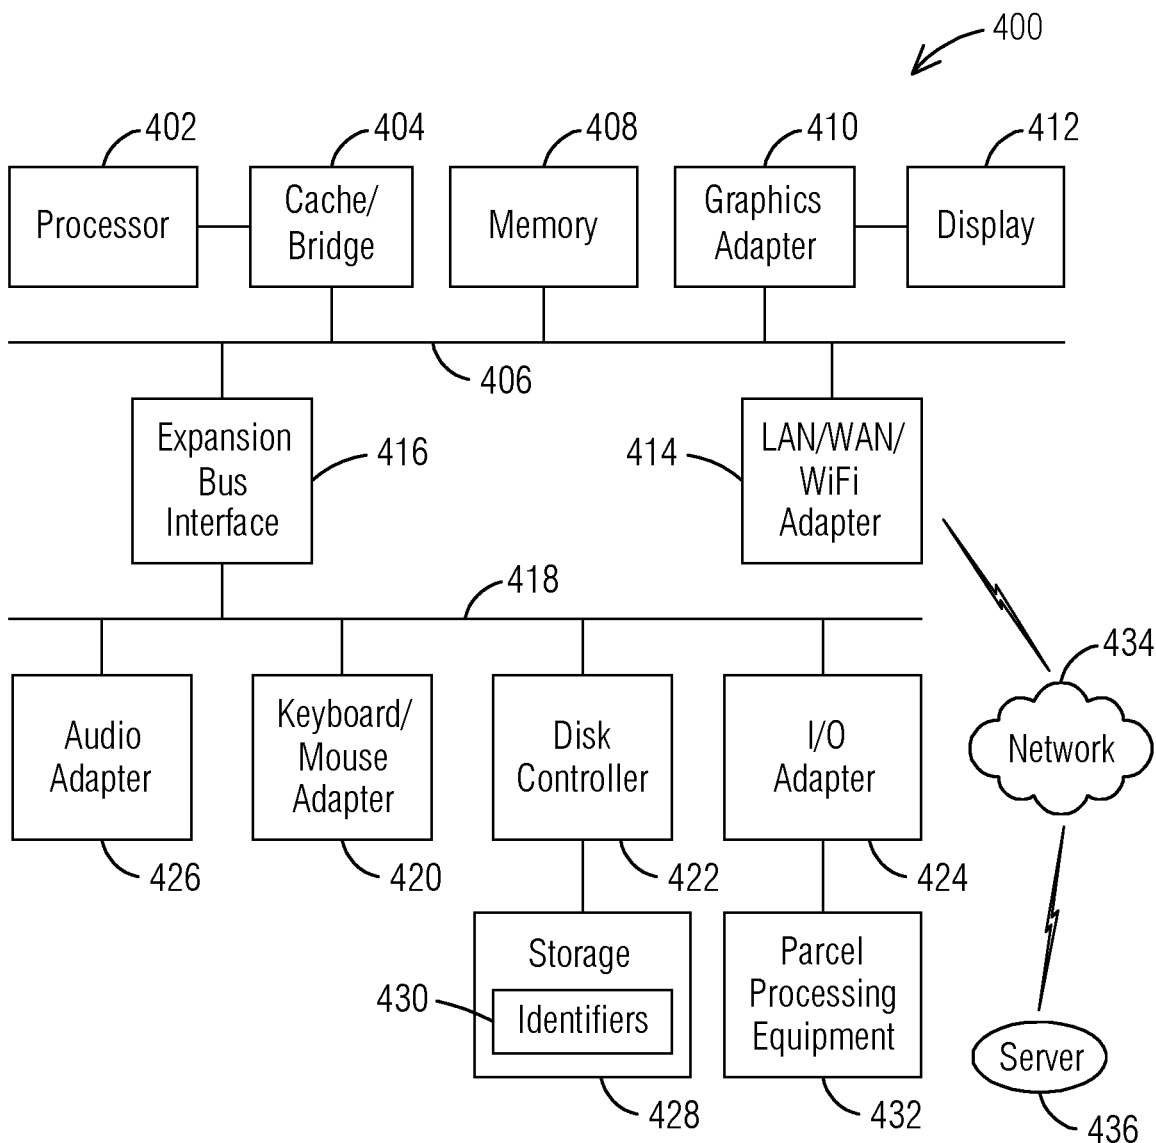 400
402
404
408
410
412
Processor
Cache/
Bridge
Memory
Graphics
Adapter
Display
406
Expansion
Bus
Interface
416
414
LAN/WAN/
WiFi
Adapter
418
434
Network
Audio
Adapter
Keyboard/
Mouse
Adapter
Disk
Controller
I/O
Adapter
426
420
422
424
Storage
430
Identifiers
Parcel
Processing
Equipment
Server
428
432
436